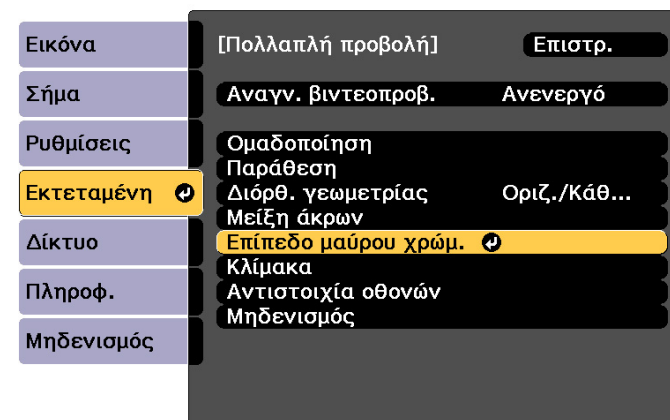 Εικόνα
Σήμα
Ρυθμίσεις
Εκτεταμένη
Δίκτυο
Πληροφ.
Μηδενισμός
[Πολλαπλή προβολή] Επιστρ.
Αναγν. βιντεοπροβ. Ανενεργό
Ομαδοποίηση
Παράθεση
Διόρθ. γεωμετρίας Οριζ./Κάθ...
Μείξη άκρων
Επίπεδο μαύρου χρώμ.
Κλίμακα
Αντιστοιχία οθονών
Μηδενισμός